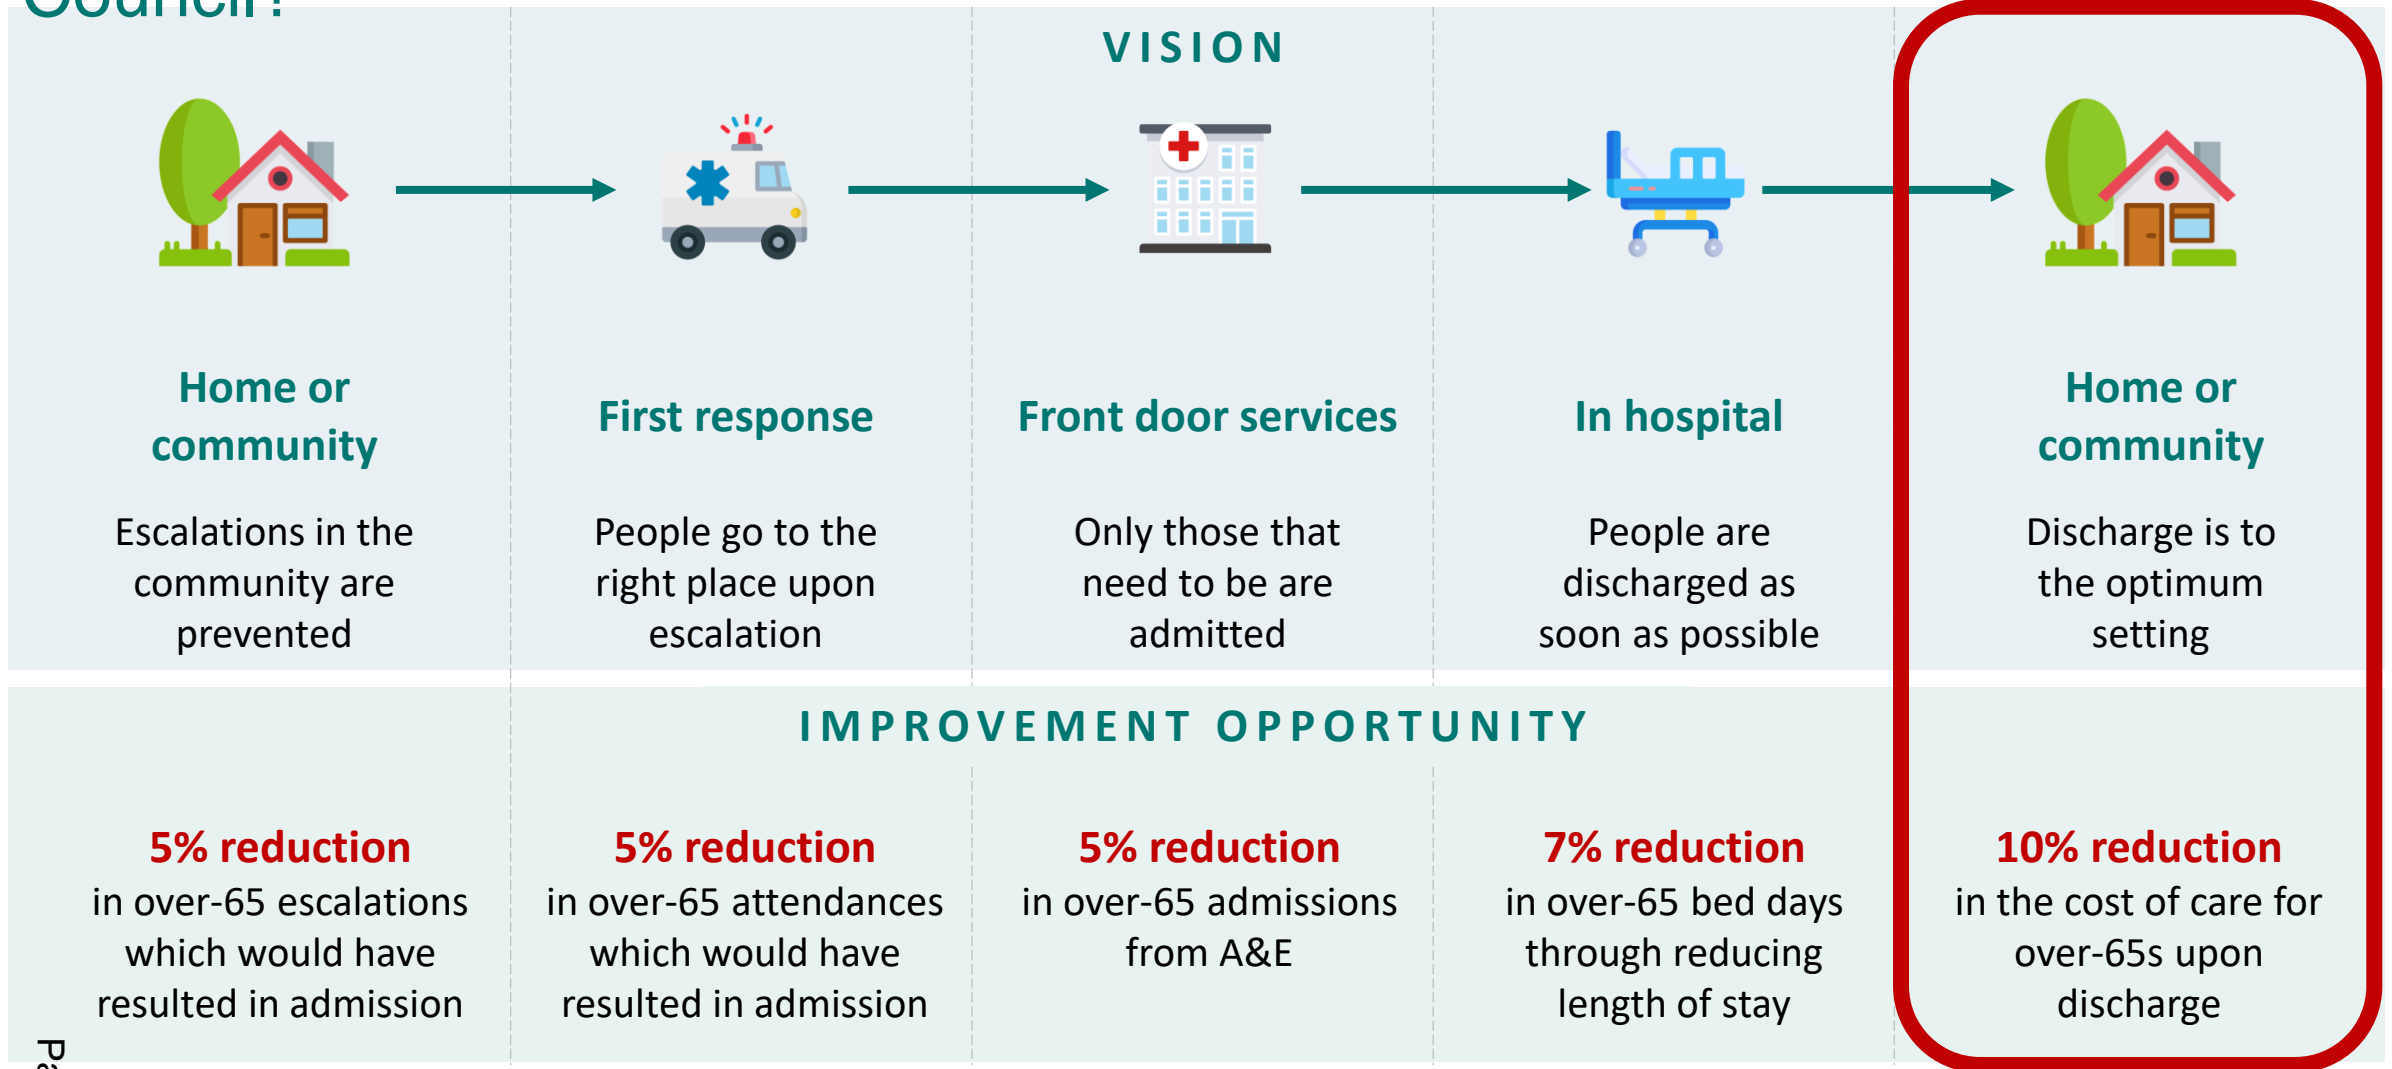 Council?
VISION
Home or
community
Escalations in the
community are
prevented
First response
People go to the
right place upon
escalation
Front door services
Only those that
need to be are
admitted
In hospital
People are
discharged as
soon as possible
Home or
community
Discharge is to
the optimum
setting
IMPROVEMENT OPPORTUNITY
5% reduction
in over-65 escalations
which would have
resulted in admission
5% reduction
in over-65 attendances
which would have
resulted in admission
5% reduction
in over-65 admissions
from A&E
7% reduction
in over-65 bed days
through reducing
length of stay
10% reduction
in the cost of care for
over-65s upon
discharge